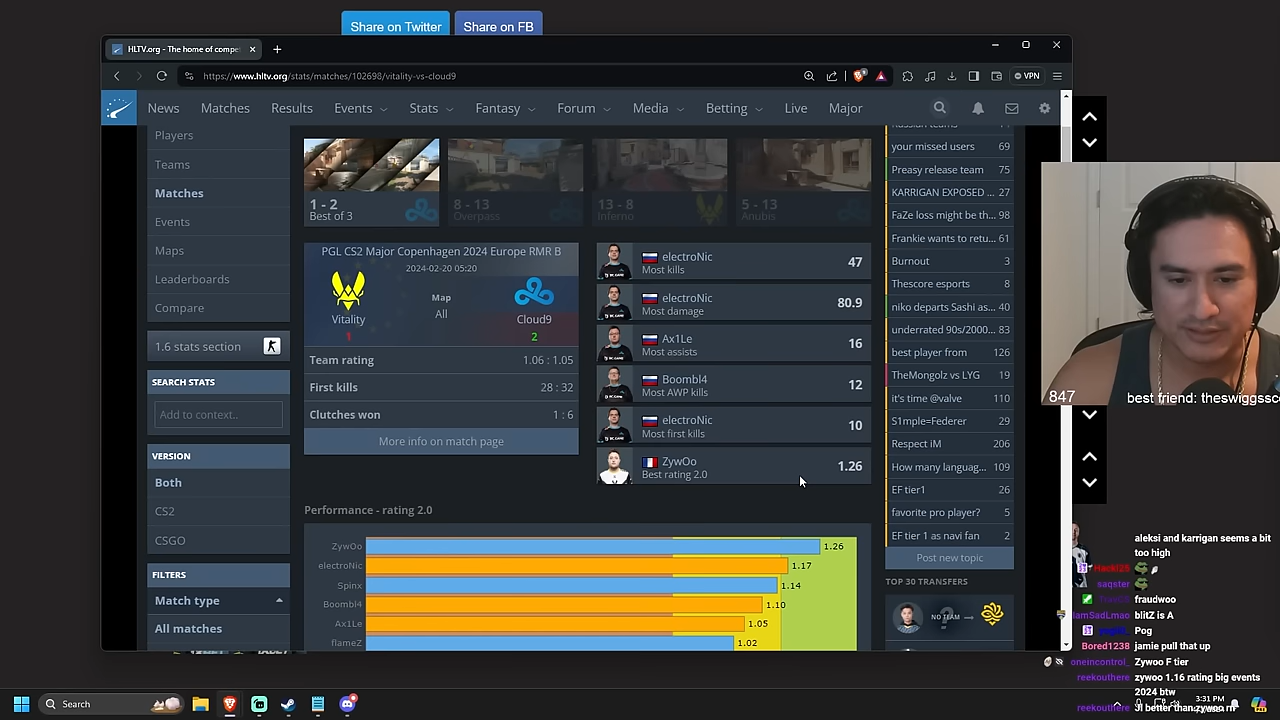 Share on Twitter
Share on FB
HLTV.org - The home of compe
https://www.hltv.org/stats/matches/102698/vitality-vs-cloud9
VPN
News
Matches
Results
Events
Stats
Fantasy
Forum
Media
Betting
Live
Major
Players
Teams
Matches
Events
Maps
Leaderboards
Compare
1.6 stats section
SEARCH STATS
Add to context..
VERSION
Both
CS2
CSGO
FILTERS
Match type
All matches
1 - 2
Best of 3
8 - 13
Overpass
13 - 8
Inferno
5 - 13
Anubis
PGL CS2 Major Copenhagen 2024 Europe RMR B
2024-02-20 05:20
Vitality
1
Map
All
Cloud9
2
Team rating 1.06 : 1.05
First kills 28 : 32
Clutches won 1 : 6
More info on match page
electroNic
Most kills
47
electroNic
Most damage
80.9
Ax1Le
Most assists
16
Boombl4
Most AWP kills
12
electroNic
Most first kills
10
ZywOo
Best rating 2.0
1.26
Performance - rating 2.0
ZywOo 1.26
electroNic 1.17
Spinx 1.14
Boombl4 1.10
Ax1Le 1.05
flameZ 1.02
your missed users 69
Preasy release team 75
KARRIGAN EXPOSED ... 27
FaZe loss might be th... 98
Frankie wants to retu... 61
Burnout 3
Thescore esports 8
niko departs Sashi as... 40
underrated 90s/2000... 83
best player from 126
TheMongolz vs LYG 19
it's time @valve 110
S1mple=Federer 29
Respect iM 206
How many languag... 109
EF tier1 26
favorite pro player? 5
EF tier 1 as navi fan 2
Post new topic
TOP 30 TRANSFERS
NO TEAM
847
best friend: theswiggssc
aleksi and karrigan seems a bit
too high
saqster
fraudwoo
IamSadLmao blitZ is A
Pog
Bored1238 jamie pull that up
oneincontrol_ Zywoo F tier
reekouthere zywoo 1.16 rating big events
2024 btw
reekouthere Jl better than zywoo rn
Search
3:31 PM